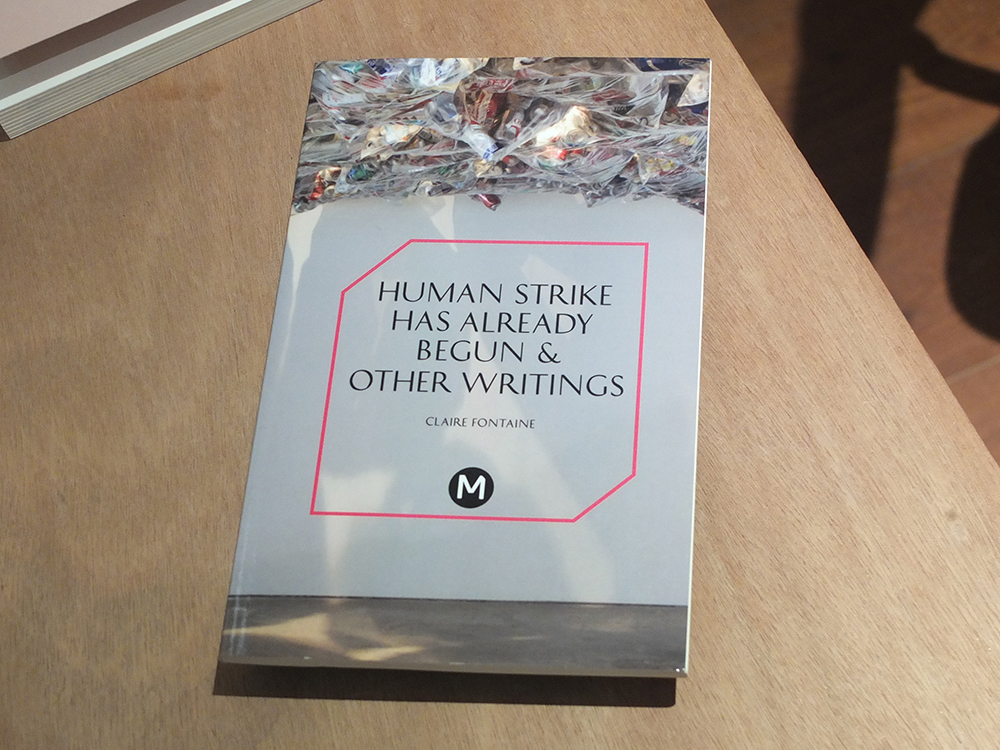 HUMAN STRIKE
HAS ALREADY
BEGUN &
OTHER WRITINGS
CLAIRE FONTAINE
M